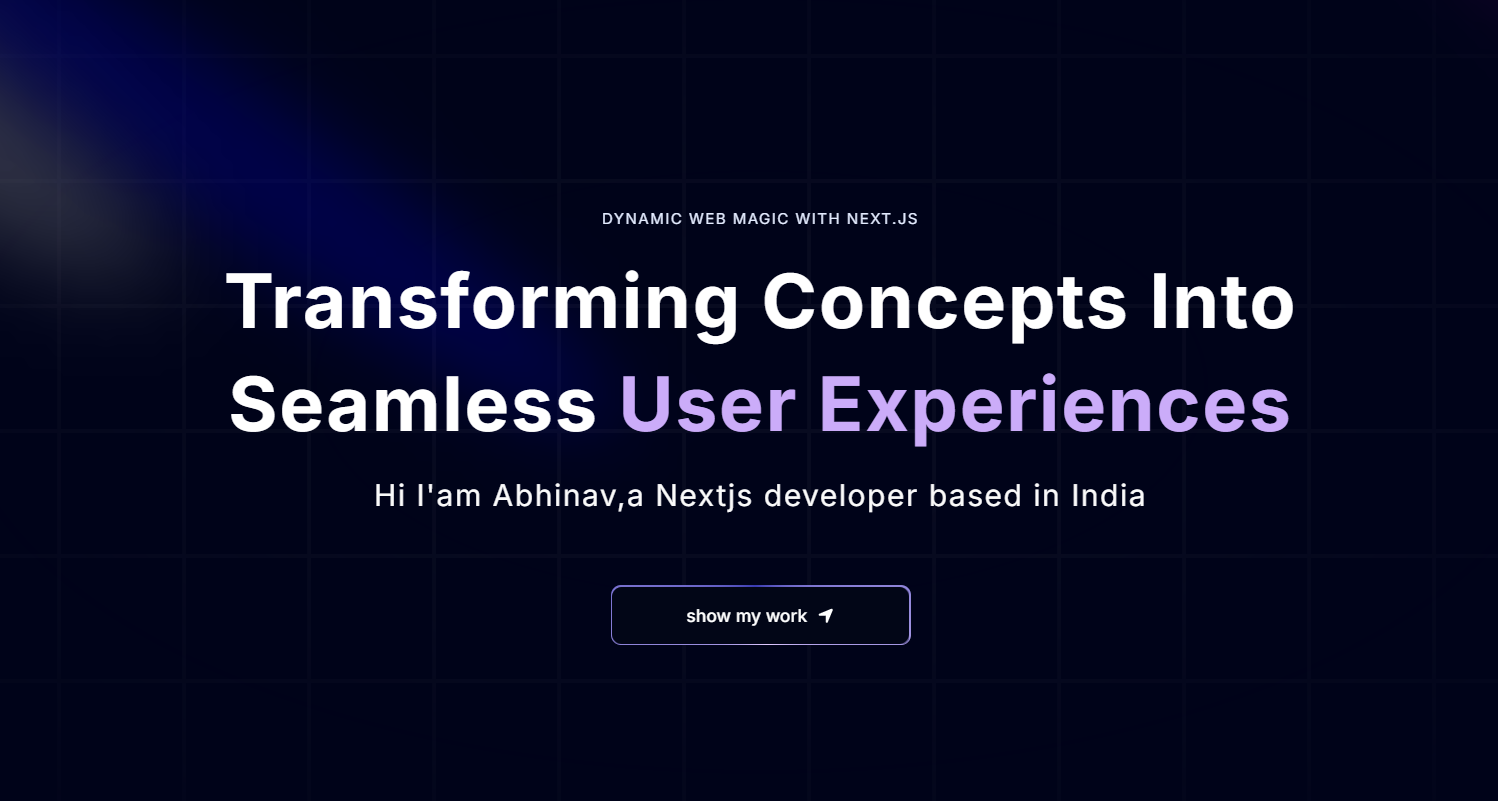 DYNAMIC WEB MAGIC WITH NEXT.JS
Transforming Concepts Into
Seamless User Experiences
Hi I'am Abhinav,a Nextjs developer based in India
show my work